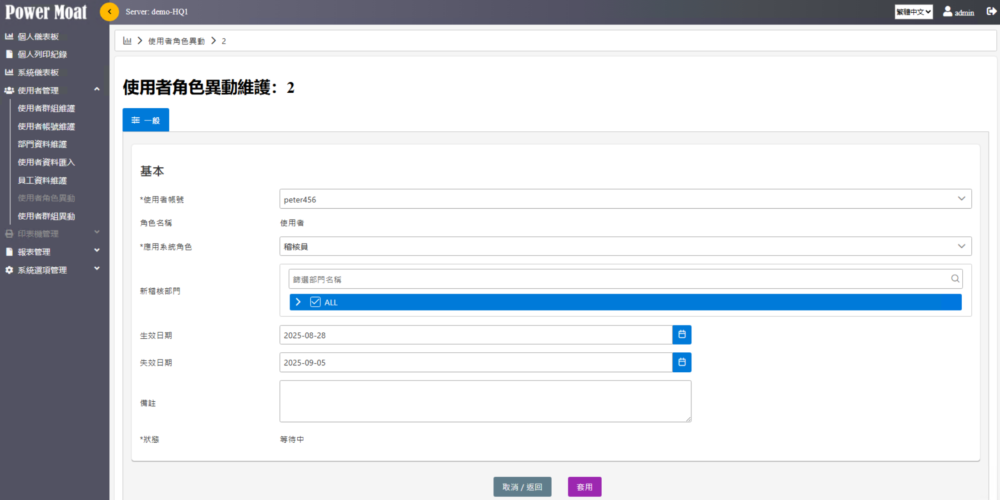 Power Moat
Server: demo-HQ1
繁體中文
admin
個人儀表板
個人列印紀錄
系統儀表板
使用者管理
使用者群組維護
使用者帳號維護
部門資料維護
使用者資料匯入
員工資料維護
使用者角色異動
使用者群組異動
印表機管理
報表管理
系統選項管理
使用者角色異動 2
使用者角色異動維護：2
一般
基本
*使用者帳號 peter456
角色名稱 使用者
*應用系統角色 稽核員
新稽核部門 篩選部門名稱
ALL
生效日期 2025-08-28
失效日期 2025-09-05
備註
*狀態 等待中
取消 / 返回 套用